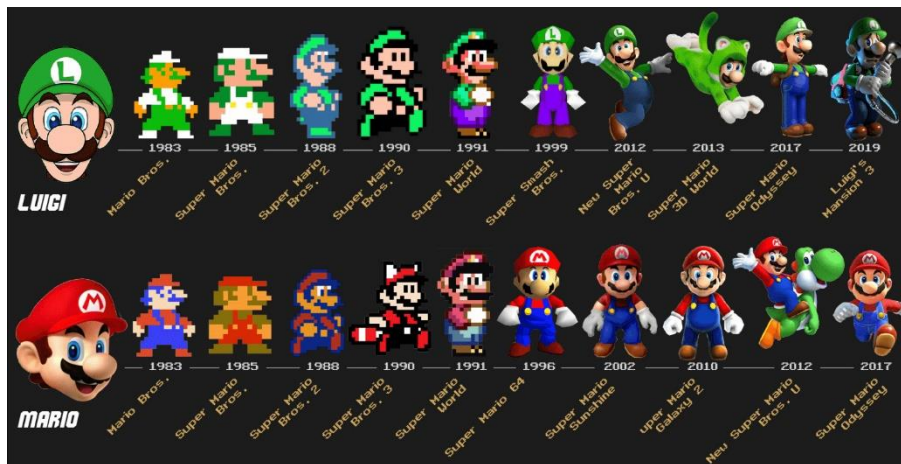 L
1983
1985
1988
1990
1991
1999
2012
2013
2017
2019
Mario Bros.
Super Mario
Bros.
Super Mario
Bros. 2
Super Mario
Bros. 3
Super Mario
World
Super Smash
Bros.
New Super
Mario
Bros. U
Super Mario
3D World
Super Mario
Odyssey
Luigi's
Mansion 3
LUIGI
M
1983
1985
1988
1990
1991
1996
2002
2010
2012
2017
Mario Bros.
Super Mario
Bros.
Super Mario
Bros. 2
Super Mario
Bros. 3
Super Mario
World
Super Mario 64
Super Mario
Sunshine
uper Mario
Galaxy 2
New Super Mario
Bros. U
Super Mario
Odyssey
MARIO